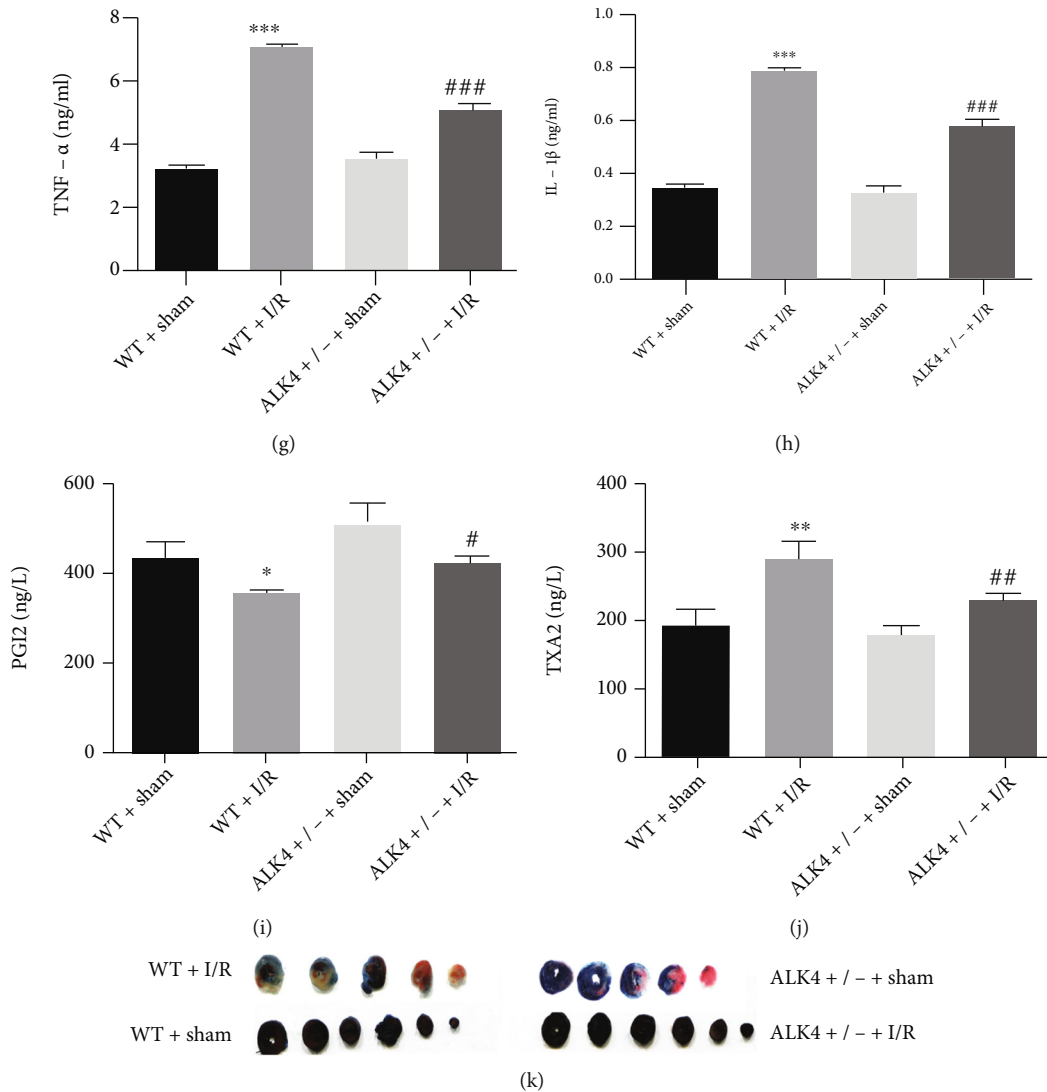 TNF – α (ng/ml)
8
6
4
2
0
***
###
WT + sham
WT + I/R
ALK4 + / – + sham
ALK4 + / – + I/R
(g)
IL – 1β (ng/ml)
1.0
0.8
0.6
0.4
0.2
0.0
***
###
WT + sham
WT + I/R
ALK4 + / – + sham
ALK4 + / – + I/R
(h)
PGI2 (ng/L)
600
400
200
0
*
#
WT + sham
WT + I/R
ALK4 + / – + sham
ALK4 + / – + I/R
(i)
TXA2 (ng/L)
400
300
200
100
0
**
##
WT + sham
WT + I/R
ALK4 + / – + sham
ALK4 + / – + I/R
(j)
WT + I/R
ALK4 + / – + sham
WT + sham
ALK4 + / – + I/R
(k)